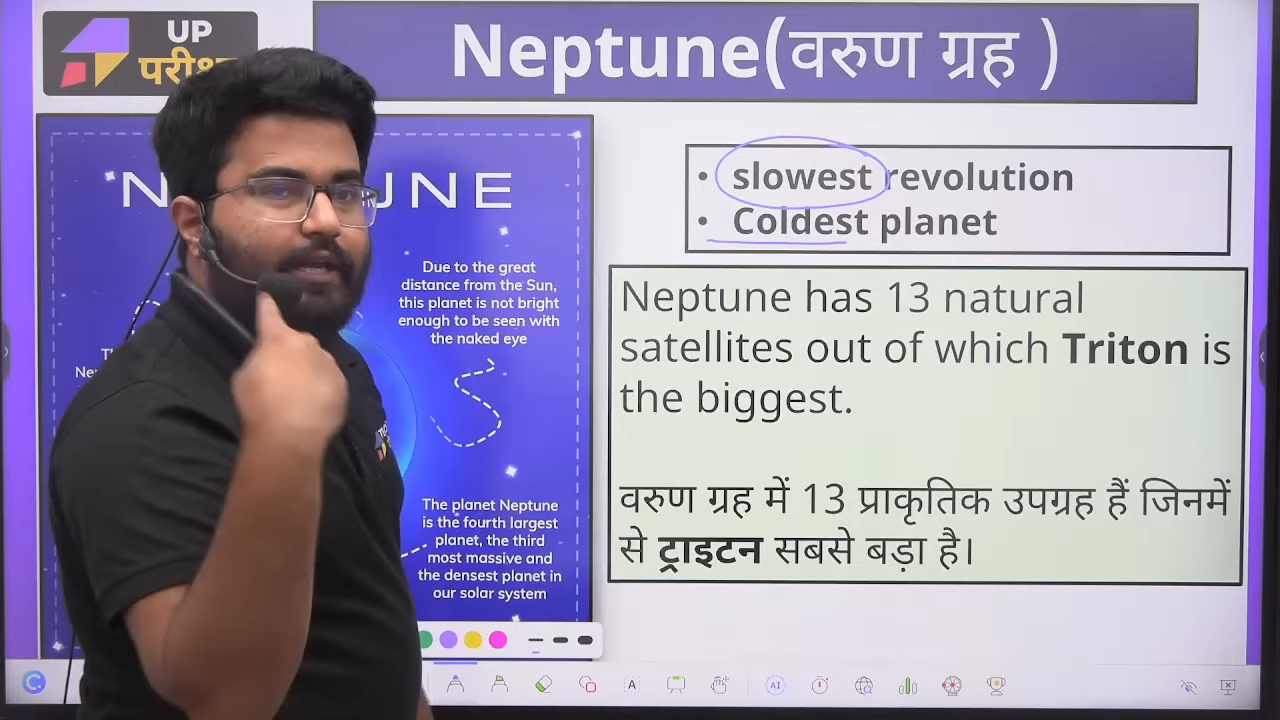 UP
Neptune(वरुण ग्रह )
slowest revolution
Coldest planet
Due to the great
distance from the Sun,
this planet is not bright
enough to be seen with
the naked eye
Neptune has 13 natural
satellites out of which Triton is
the biggest.
वरुण ग्रह में 13 प्राकृतिक उपग्रह हैं जिनमें
से ट्राइटन सबसे बड़ा है।
The planet Neptune
is the fourth largest
planet, the third
most massive and
the densest planet in
our solar system
A
AI